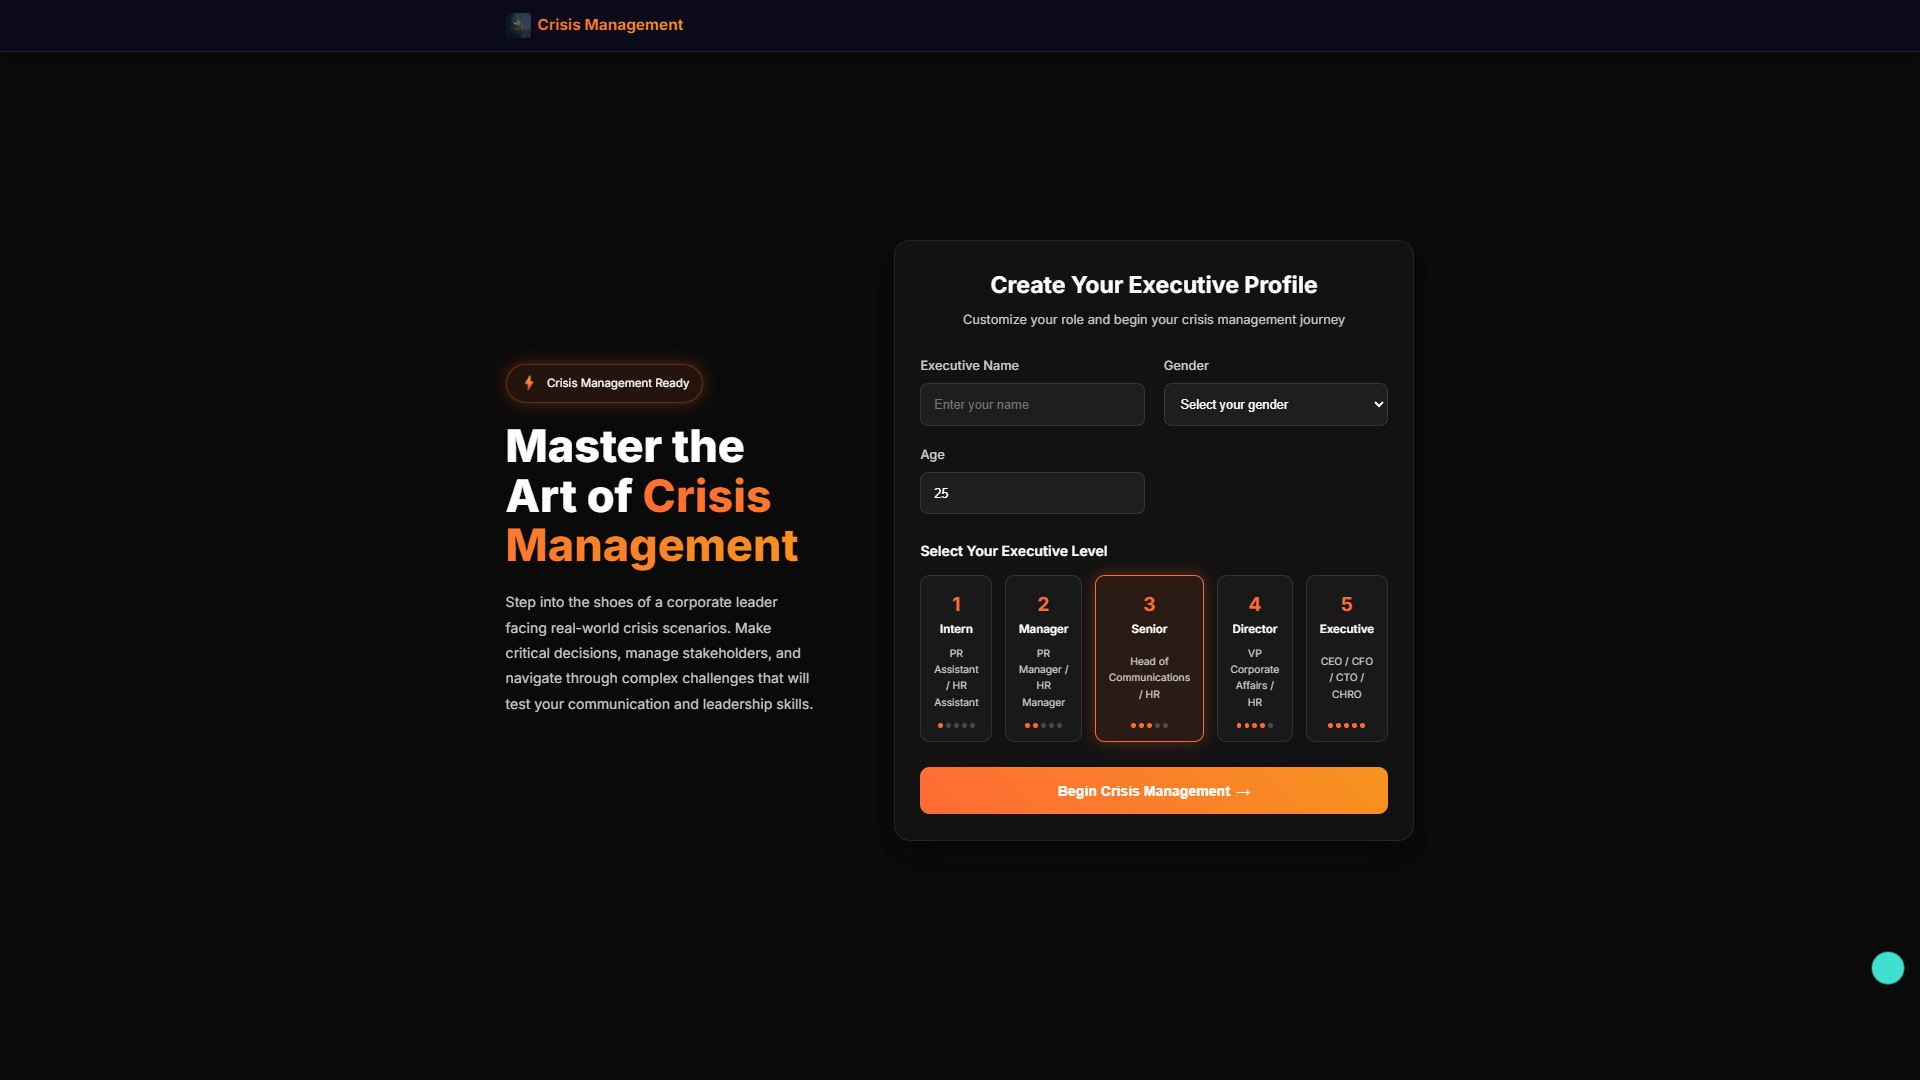 Crisis Management
Crisis Management Ready
Master the
Art of Crisis
Management
Step into the shoes of a corporate leader
facing real-world crisis scenarios. Make
critical decisions, manage stakeholders, and
navigate through complex challenges that will
test your communication and leadership skills.
Create Your Executive Profile
Customize your role and begin your crisis management journey
Executive Name
Enter your name
Gender
Select your gender
Age
25
Select Your Executive Level
1
Intern
PR
Assistant
/ HR
Assistant
2
Manager
PR
Manager /
HR
Manager
3
Senior
Head of
Communications
/ HR
4
Director
VP
Corporate
Affairs /
HR
5
Executive
CEO / CFO
/ CTO /
CHRO
Begin Crisis Management →